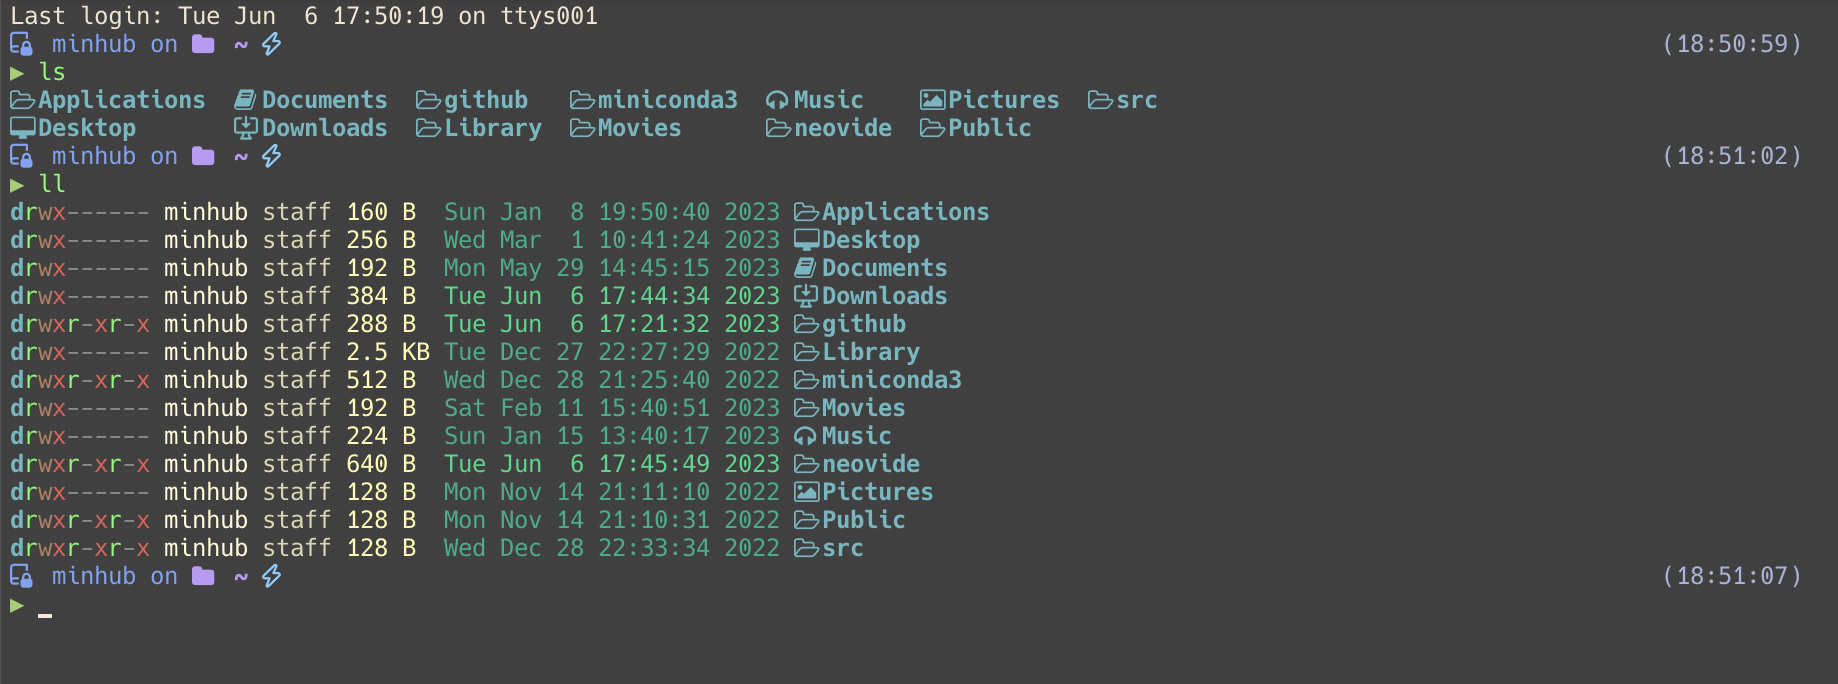 Last login: Tue Jun  6 17:50:19 on ttys001
minhub on ~ (18:50:59)
ls
Applications Documents github miniconda3 Music Pictures src
Desktop Downloads Library Movies neovide Public
minhub on ~ (18:51:02)
ll
drwx------ minhub staff 160 B  Sun Jan  8 19:50:40 2023 Applications
drwx------ minhub staff 256 B  Wed Mar  1 10:41:24 2023 Desktop
drwx------ minhub staff 192 B  Mon May 29 14:45:15 2023 Documents
drwx------ minhub staff 384 B  Tue Jun  6 17:44:34 2023 Downloads
drwxr-xr-x minhub staff 288 B  Tue Jun  6 17:21:32 2023 github
drwx------ minhub staff 2.5 KB Tue Dec 27 22:27:29 2022 Library
drwxr-xr-x minhub staff 512 B  Wed Dec 28 21:25:40 2022 miniconda3
drwx------ minhub staff 192 B  Sat Feb 11 15:40:51 2023 Movies
drwx------ minhub staff 224 B  Sun Jan 15 13:40:17 2023 Music
drwxr-xr-x minhub staff 640 B  Tue Jun  6 17:45:49 2023 neovide
drwx------ minhub staff 128 B  Mon Nov 14 21:11:10 2022 Pictures
drwxr-xr-x minhub staff 128 B  Mon Nov 14 21:10:31 2022 Public
drwxr-xr-x minhub staff 128 B  Wed Dec 28 22:33:34 2022 src
minhub on ~ (18:51:07)